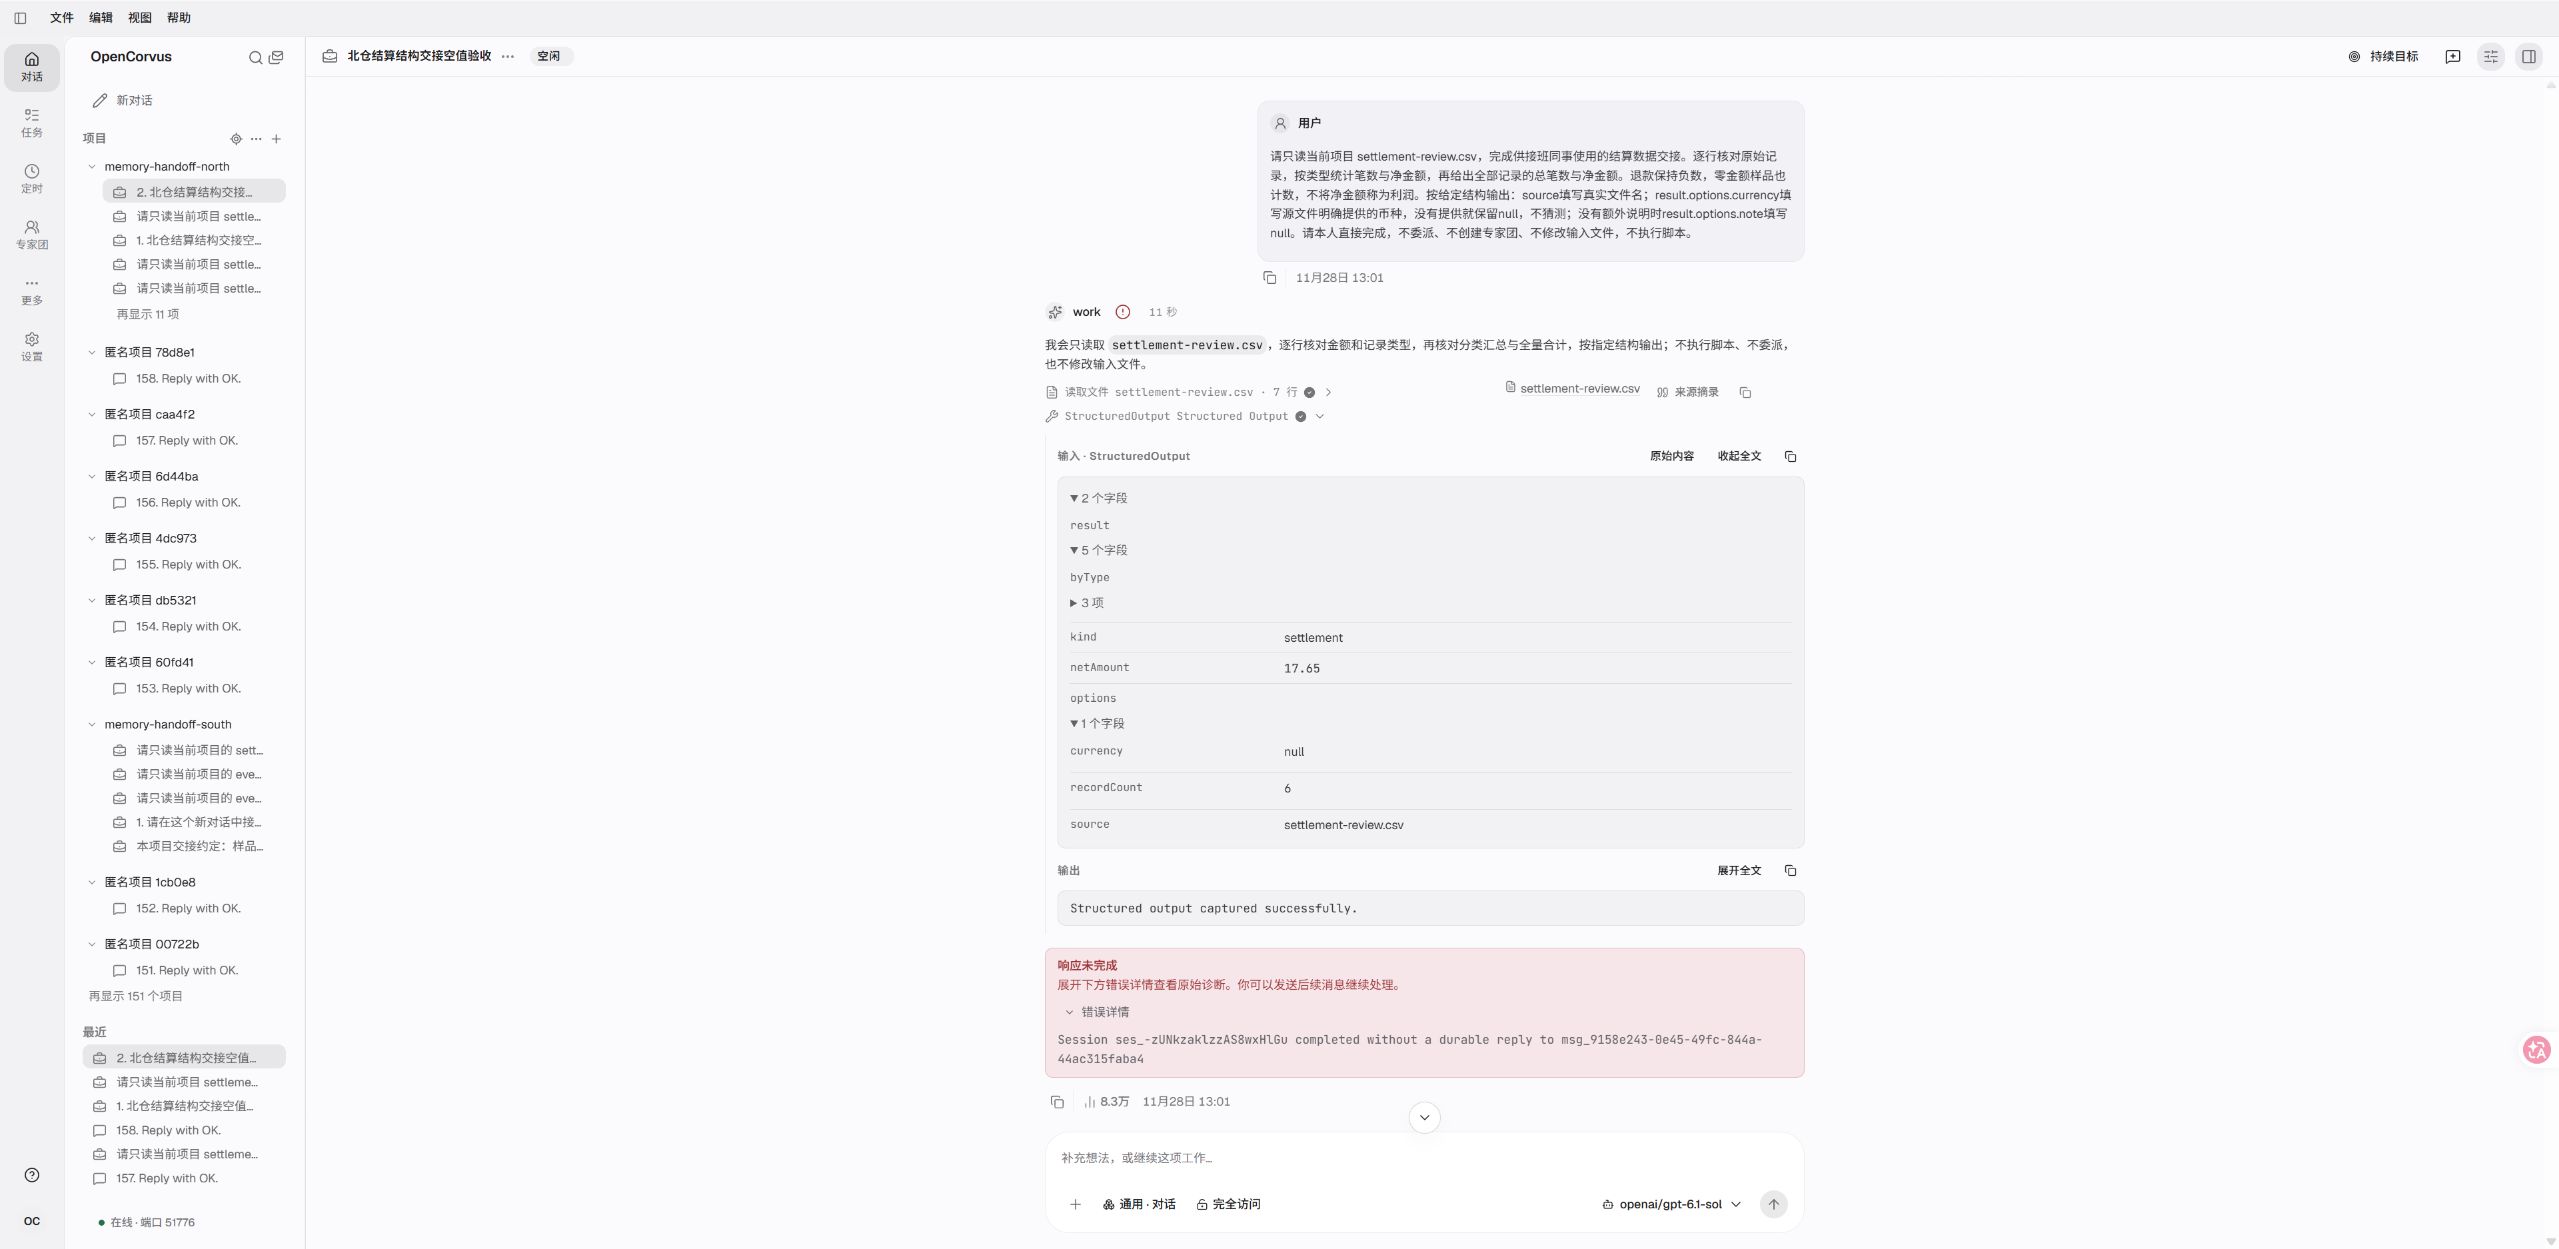 文件 编辑 视图 帮助
对话
任务
定时
专家团
更多
设置
OC
OpenCorvus
新对话
项目
memory-handoff-north
2. 北仓结算结构交接...
请只读当前项目 settle...
1. 北仓结算结构交接空...
请只读当前项目 settle...
请只读当前项目 settle...
再显示 11 项
匿名项目 78d8e1
158. Reply with OK.
匿名项目 caa4f2
157. Reply with OK.
匿名项目 6d44ba
156. Reply with OK.
匿名项目 4dc973
155. Reply with OK.
匿名项目 db5321
154. Reply with OK.
匿名项目 60fd41
153. Reply with OK.
memory-handoff-south
请只读当前项目的 sett...
请只读当前项目的 eve...
请只读当前项目的 eve...
1. 请在这个新对话中接...
本项目交接约定：样品...
匿名项目 1cb0e8
152. Reply with OK.
匿名项目 00722b
151. Reply with OK.
再显示 151 个项目
最近
2. 北仓结算结构交接空值...
请只读当前项目 settleme...
1. 北仓结算结构交接空值...
158. Reply with OK.
请只读当前项目 settleme...
157. Reply with OK.
在线 · 端口 51776
北仓结算结构交接空值验收 ··· 空闲
持续目标
用户
请只读当前项目 settlement-review.csv，完成供接班同事使用的结算数据交接。逐行核对原始记
录，按类型统计笔数与净金额，再给出全部记录的总笔数与净金额。退款保持负数，零金额样品也
计数，不将净金额称为利润。按给定结构输出：source填写真实文件名；result.options.currency填
写源文件明确提供的币种，没有提供就保留null，不猜测；没有额外说明时result.options.note填写
null。请本人直接完成，不委派、不创建专家团、不修改输入文件，不执行脚本。
11月28日 13:01
work 11 秒
我会只读取 settlement-review.csv，逐行核对金额和记录类型，再核对分类汇总与全量合计，按指定结构输出；不执行脚本、不委派，
也不修改输入文件。
读取文件 settlement-review.csv · 7 行
settlement-review.csv 来源摘录
StructuredOutput Structured Output
输入 · StructuredOutput 原始内容 收起全文
▼2 个字段
result
▼5 个字段
byType
▶3 项
kind settlement
netAmount 17.65
options
▼1 个字段
currency null
recordCount 6
source settlement-review.csv
输出 展开全文
Structured output captured successfully.
响应未完成
展开下方错误详情查看原始诊断。你可以发送后续消息继续处理。
错误详情
Session ses_-zUNkzaklzzAS8wxHlGu completed without a durable reply to msg_9158e243-0e45-49fc-844a-
44ac315faba4
8.3万 11月28日 13:01
补充想法，或继续这项工作...
通用 · 对话 完全访问 openai/gpt-6.1-sol